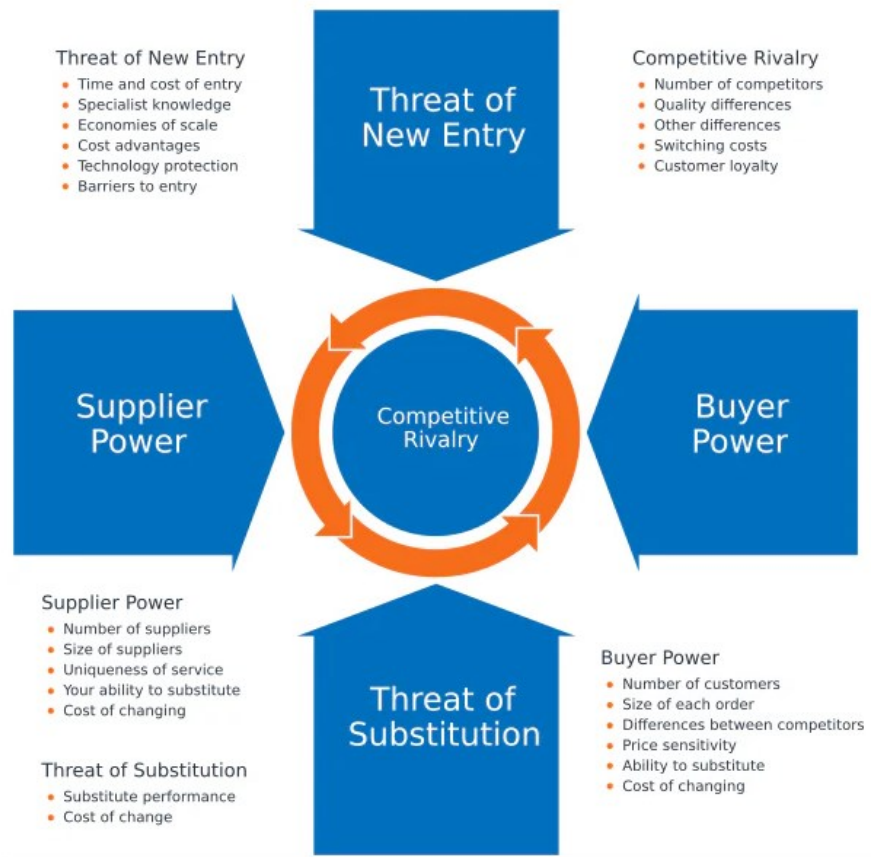 Threat of New Entry
Time and cost of entry
Specialist knowledge
Economies of scale
Cost advantages
Technology protection
Barriers to entry
Threat of
New Entry
Competitive Rivalry
Number of competitors
Quality differences
Other differences
Switching costs
Customer loyalty
Supplier
Power
Competitive
Rivalry
Buyer
Power
Supplier Power
Number of suppliers
Size of suppliers
Uniqueness of service
Your ability to substitute
Cost of changing
Threat of Substitution
Substitute performance
Cost of change
Threat of
Substitution
Buyer Power
Number of customers
Size of each order
Differences between competitors
Price sensitivity
Ability to substitute
Cost of changing